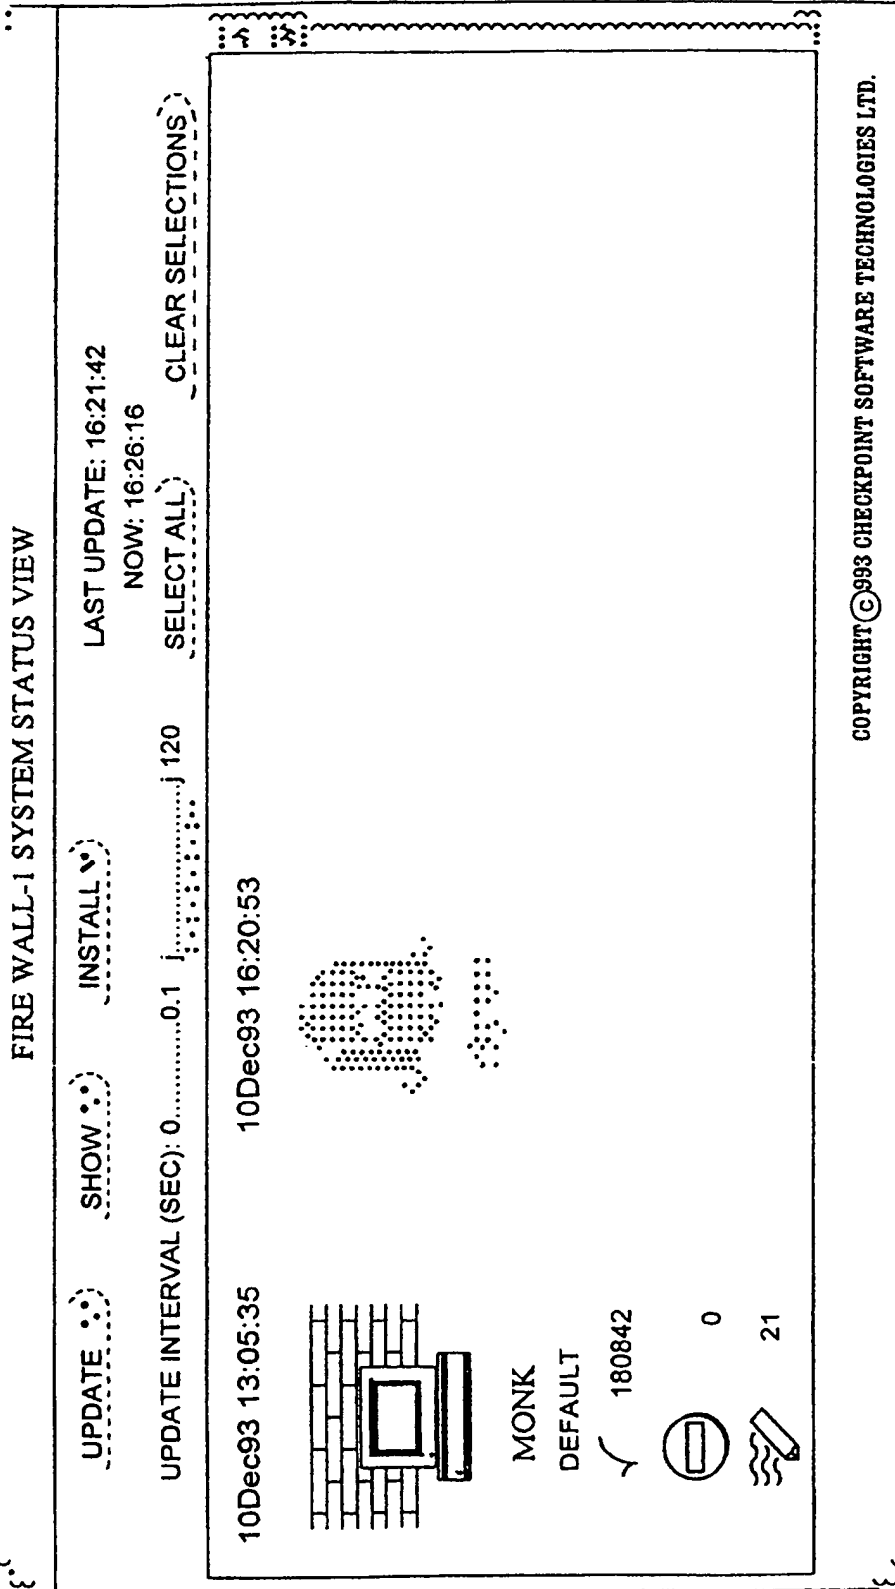 FIRE WALL-1 SYSTEM STATUS VIEW
UPDATE SHOW INSTALL LAST UPDATE: 16:21:42
NOW: 16:26:16
UPDATE INTERVAL (SEC): 0.............0.1 j........................j 120 SELECT ALL CLEAR SELECTIONS
10Dec93 13:05:35 10Dec93 16:20:53
MONK
DEFAULT
180842
0
21
COPYRIGHT©993 CHECKPOINT SOFTWARE TECHNOLOGIES LTD.